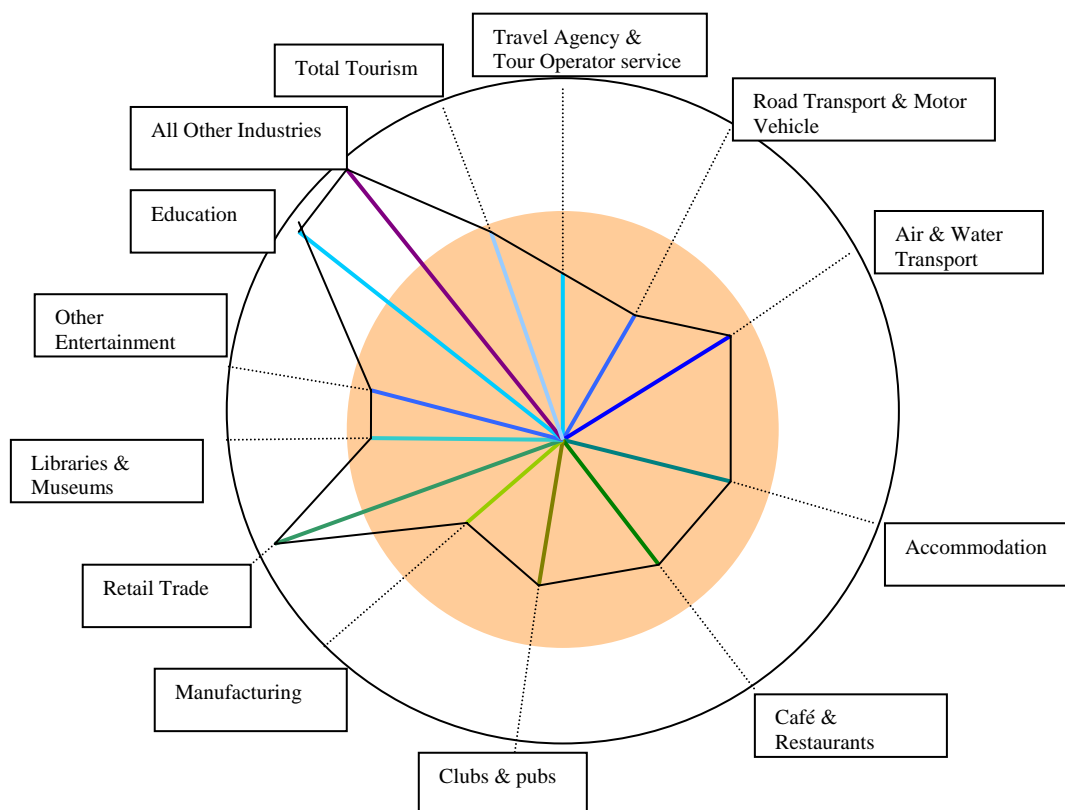 Travel Agency &
Tour Operator service
Total Tourism
Road Transport & Motor
Vehicle
All Other Industries
Education
Air & Water
Transport
Other
Entertainment
Libraries &
Museums
Accommodation
Retail Trade
Manufacturing
Café &
Restaurants
Clubs & pubs